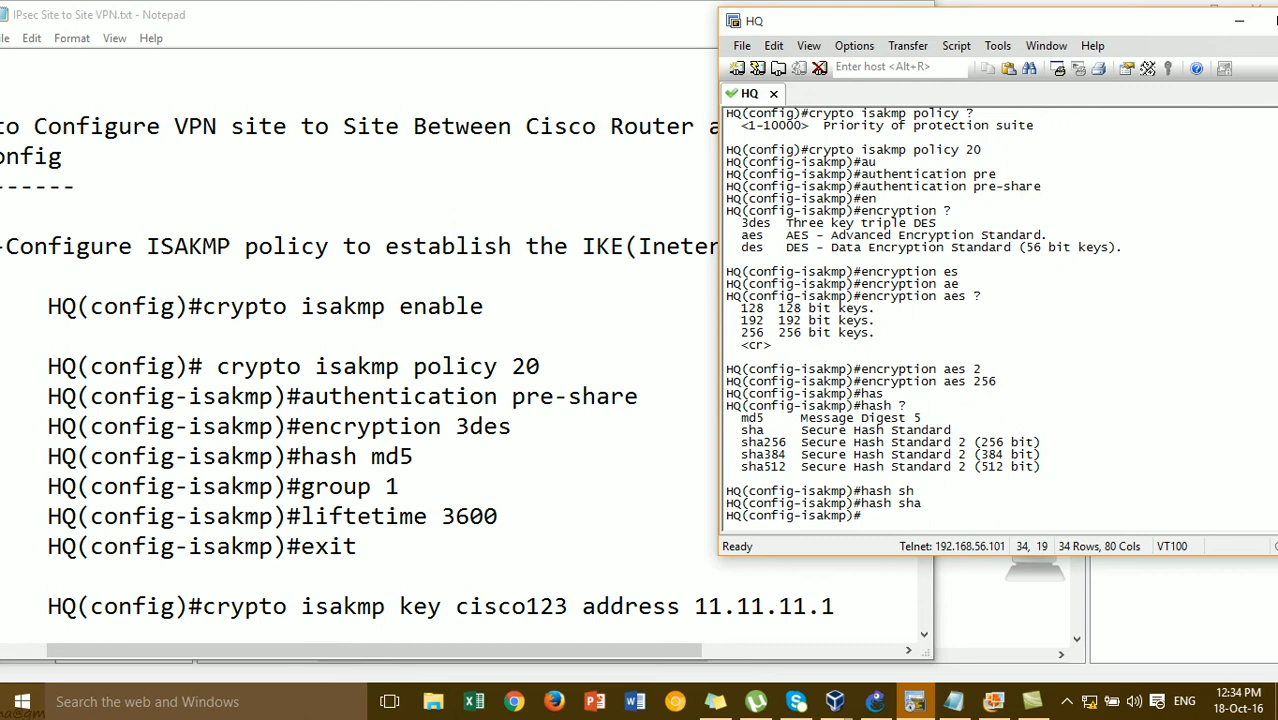 IPsec Site to Site VPN.txt - Notepad
Edit Format View Help
to Configure VPN site to Site Between Cisco Router
onfig
------
-Configure ISAKMP policy to establish the IKE(Ineter
HQ(config)#crypto isakmp enable
HQ(config)# crypto isakmp policy 20
HQ(config-isakmp)#authentication pre-share
HQ(config-isakmp)#encryption 3des
HQ(config-isakmp)#hash md5
HQ(config-isakmp)#group 1
HQ(config-isakmp)#liftetime 3600
HQ(config-isakmp)#exit
HQ(config)#crypto isakmp key cisco123 address 11.11.11.1
HQ
File Edit View Options Transfer Script Tools Window Help
Enter host <Alt+R>
HQ
HQ(config)#crypto isakmp policy ?
<1-10000> Priority of protection suite
HQ(config)#crypto isakmp policy 20
HQ(config-isakmp)#au
HQ(config-isakmp)#authentication pre
HQ(config-isakmp)#authentication pre-share
HQ(config-isakmp)#en
HQ(config-isakmp)#encryption ?
3des Three key triple DES
aes AES - Advanced Encryption Standard.
des DES - Data Encryption Standard (56 bit keys).
HQ(config-isakmp)#encryption es
HQ(config-isakmp)#encryption ae
HQ(config-isakmp)#encryption aes ?
128 128 bit keys.
192 192 bit keys.
256 256 bit keys.
<cr>
HQ(config-isakmp)#encryption aes 2
HQ(config-isakmp)#encryption aes 256
HQ(config-isakmp)#has
HQ(config-isakmp)#hash ?
md5 Message Digest 5
sha Secure Hash Standard
sha256 Secure Hash Standard 2 (256 bit)
sha384 Secure Hash Standard 2 (384 bit)
sha512 Secure Hash Standard 2 (512 bit)
HQ(config-isakmp)#hash sh
HQ(config-isakmp)#hash sha
HQ(config-isakmp)#
Ready Telnet: 192.168.56.101 34, 19 34 Rows, 80 Cols VT100
Search the web and Windows
ENG
12:34 PM
18-Oct-16